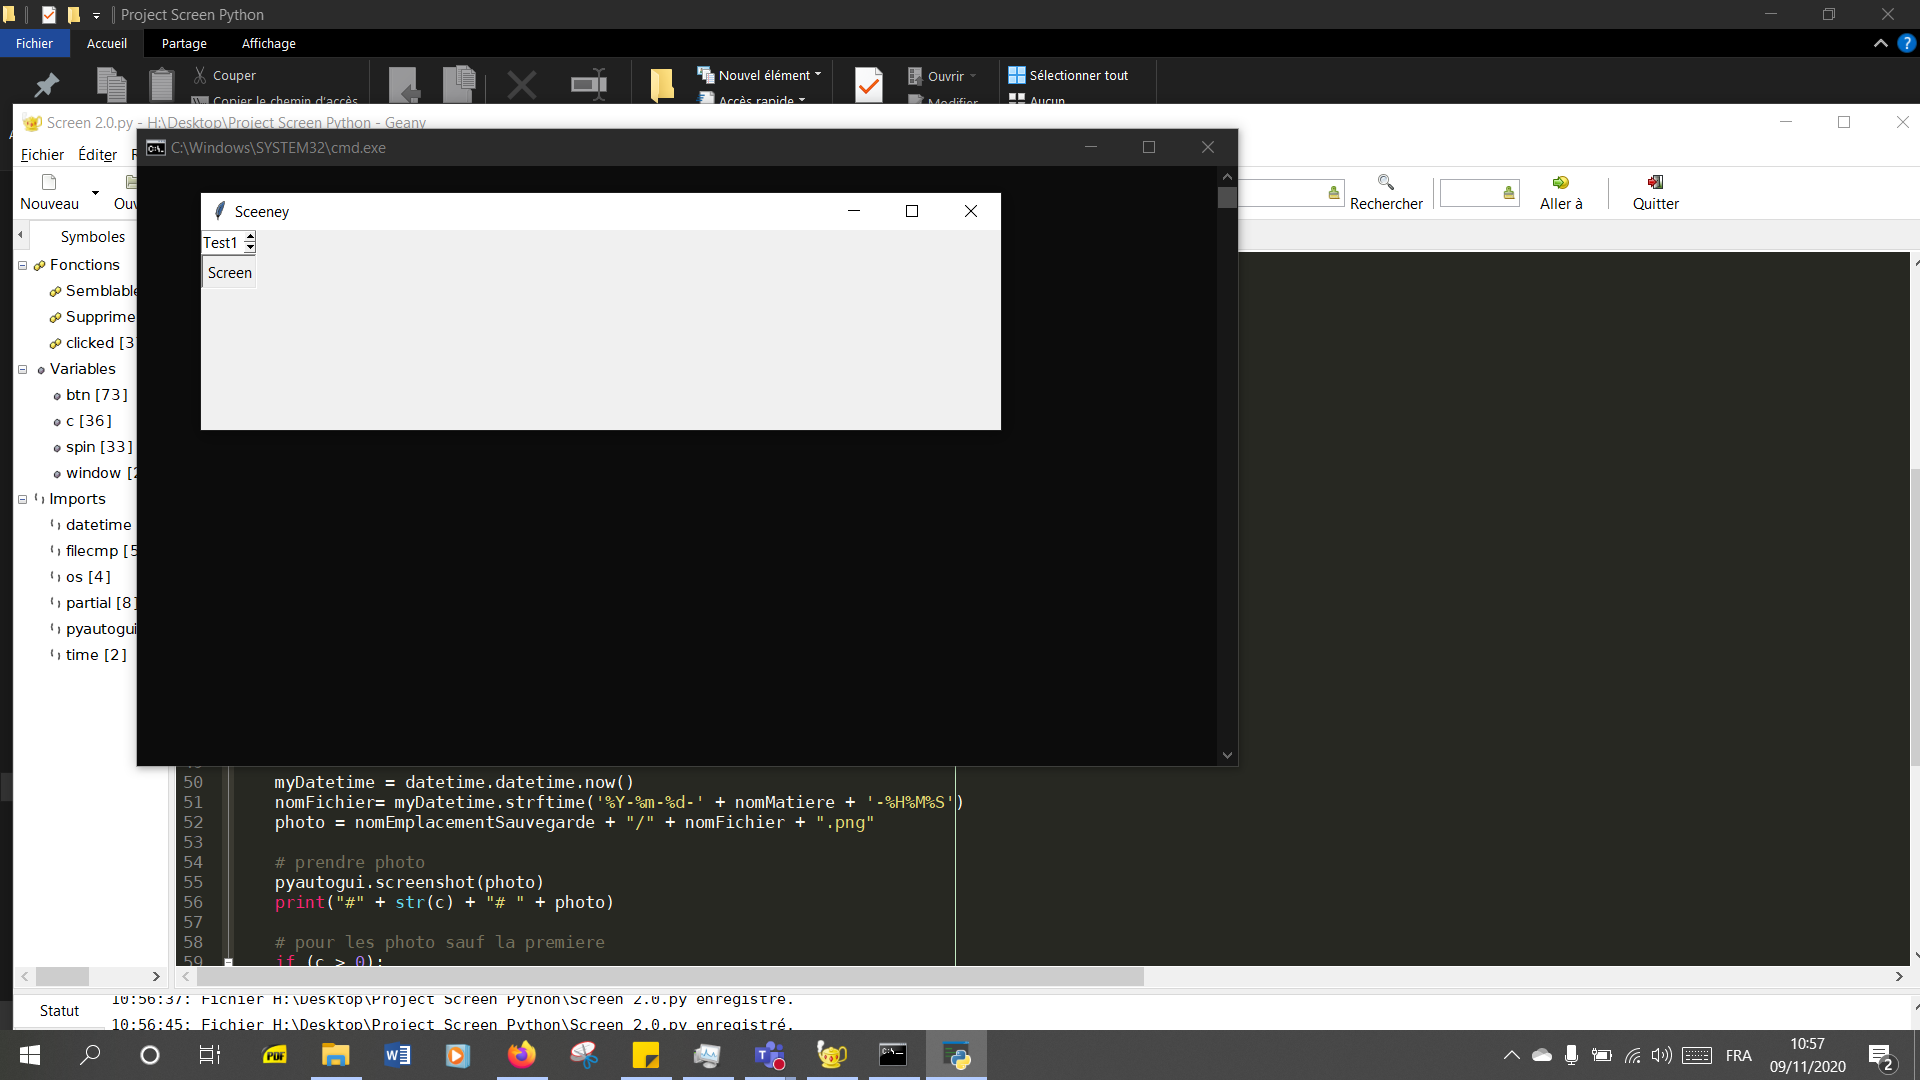 Project Screen Python
Fichier Accueil Partage Affichage
Couper
Copier le chemin d'accès
Nouvel élément
Accès rapide
Ouvrir
Modifier
Sélectionner tout
Aucun
Screen 2.0.py - H:\Desktop\Project Screen Python - Geany
Fichier Éditer
C:\Windows\SYSTEM32\cmd.exe
Nouveau
Rechercher Aller à Quitter
Sceeney
Test1
Screen
Symboles
Fonctions
Semblable
Supprime
clicked [3
Variables
btn [73]
c [36]
spin [33]
window [2
Imports
datetime
filecmp [5
os [4]
partial [8]
pyautogui
time [2]
50 myDatetime = datetime.datetime.now()
51 nomFichier= myDatetime.strftime('%Y-%m-%d-' + nomMatiere + '-%H%M%S')
52 photo = nomEmplacementSauvegarde + "/" + nomFichier + ".png"
53
54 # prendre photo
55 pyautogui.screenshot(photo)
56 print("#" + str(c) + "# " + photo)
57
58 # pour les photo sauf la premiere
59 if (c > 0):
Statut
10:56:37: Fichier H:\Desktop\Project Screen Python\Screen 2.0.py enregistré.
10:56:45: Fichier H:\Desktop\Project Screen Python\Screen 2.0.py enregistré.
PDF
FRA
10:57
09/11/2020
2